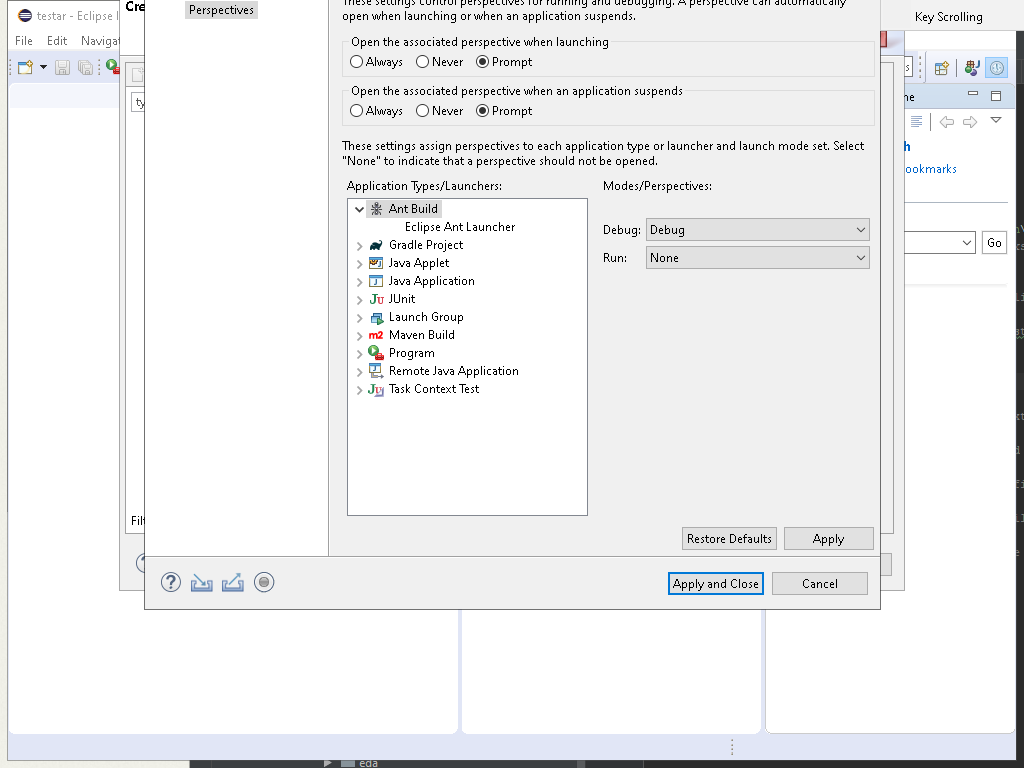 testar - Eclipse
Cre
Perspectives
These settings control perspectives for running and debugging. A perspective can automatically
open when launching or when an application suspends.
Key Scrolling
File Edit Navigat
Open the associated perspective when launching
Always Never Prompt
Open the associated perspective when an application suspends
Always Never Prompt
ty
ne
These settings assign perspectives to each application type or launcher and launch mode set. Select
"None" to indicate that a perspective should not be opened.
h
ookmarks
Application Types/Launchers:
Modes/Perspectives:
Ant Build
Eclipse Ant Launcher
Gradle Project
Java Applet
Java Application
JUnit
Launch Group
Maven Build
Program
Remote Java Application
Task Context Test
Debug: Debug
Run: None
Go
Filt
Restore Defaults Apply
Apply and Close Cancel
eda